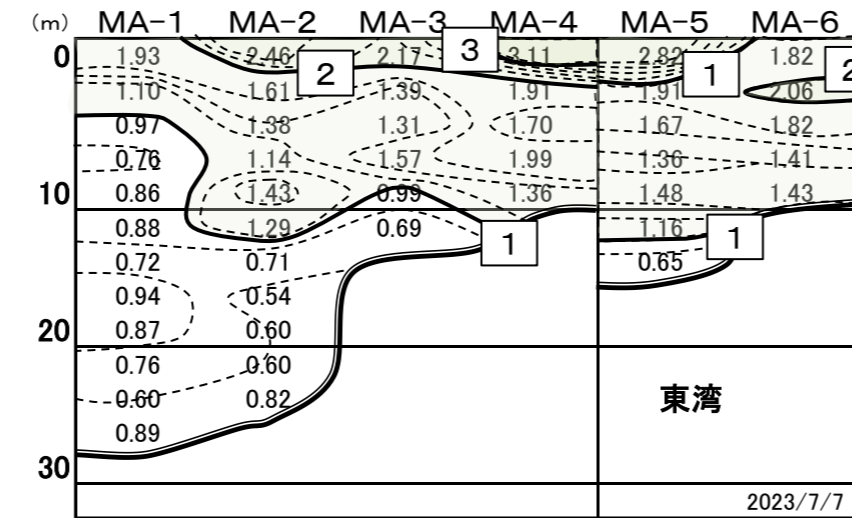 (m) MA-1 MA-2 MA-3 MA-4 MA-5 MA-6
0 1.93 2.46 2.17 3 3.11 2.82 1.82
1.10 1.61 2 1.39 1.91 1.91 1 2.06 2
0.97 1.38 1.31 1.70 1.67 1.82
0.76 1.14 1.57 1.99 1.36 1.41
10 0.86 1.43 0.99 1.36 1.48 1.43
0.88 1.29 0.69 1 1.16 1
0.72 0.71 0.65
0.94 0.54
20 0.87 0.60
0.76 0.60
0.60 0.82 東湾
0.89
30
2023/7/7